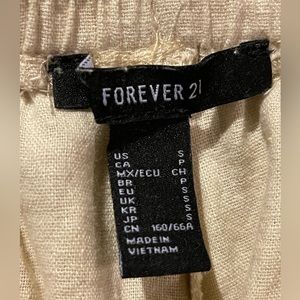 FOREVER 21
US S
CA P
MX/ECU CH
BR P
EU S
UK S
KR S
JP S
CN 160/66A
MADE IN
VIETNAM